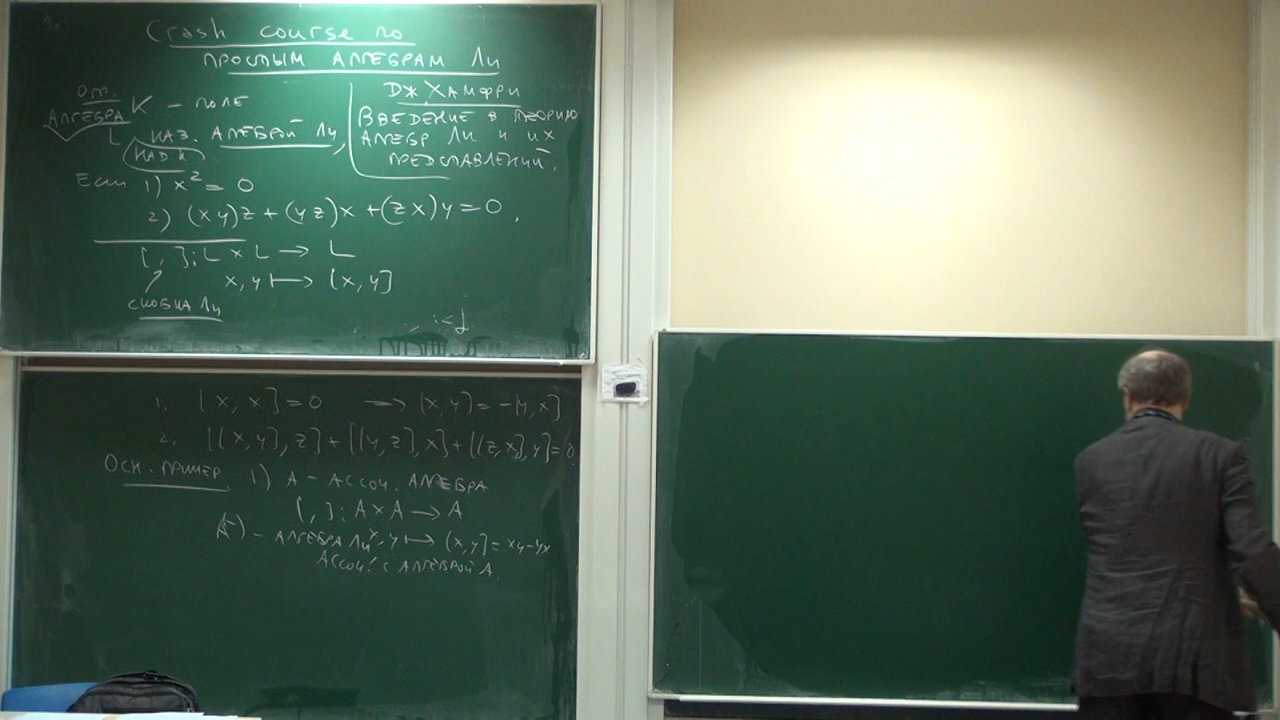 Crash course по
простым алгебрам Ли
Опр.
Алгебра K – поле
L наз. алгеброй Ли,
над K
Дж Хамфри
Введение в теорию
алгебр Ли и их
представлений.
Если 1) x² = 0
2) (xy)z + (yz)x + (zx)y = 0,
[ , ]: L × L → L
x, y ↦ [x, y]
скобка Ли
1. [x, x] = 0 ⇒ [x, y] = -[y, x]
2. [[x, y], z] + [[y, z], x] + [[z, x], y] = 0
Осн. пример 1) A – ассоц. алгебра
[ , ]: A × A → A
x, y ↦ [x, y] = xy – yx
– алгебра Ли
ассоц. с алгеброй A.